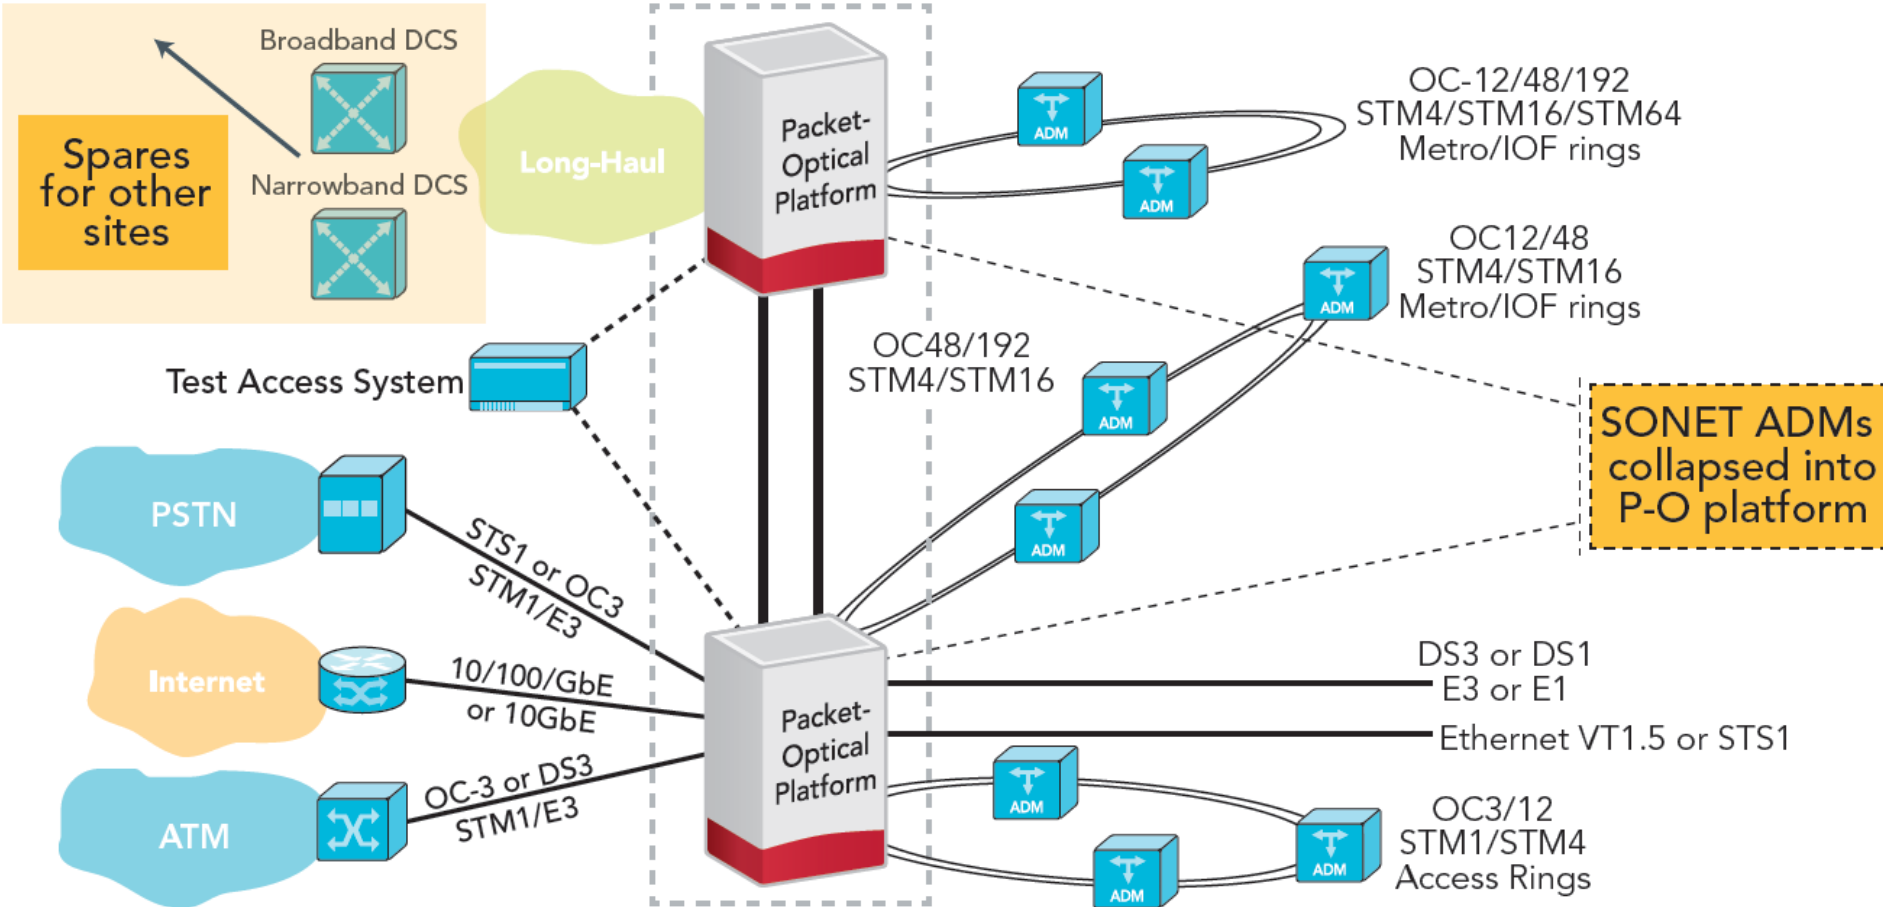 Broadband DCS
Spares
for other
sites
Narrowband DCS
Long-Haul
Packet-
Optical
Platform
ADM
ADM
OC-12/48/192
STM4/STM16/STM64
Metro/IOF rings
OC12/48
STM4/STM16
Metro/IOF rings
ADM
OC48/192
STM4/STM16
ADM
ADM
Test Access System
SONET ADMs
collapsed into
P-O platform
PSTN
STS1 or OC3
STM1/E3
Internet
10/100/GbE
or 10GbE
ATM
OC-3 or DS3
STM1/E3
Packet-
Optical
Platform
DS3 or DS1
E3 or E1
Ethernet VT1.5 or STS1
ADM
ADM
ADM
OC3/12
STM1/STM4
Access Rings